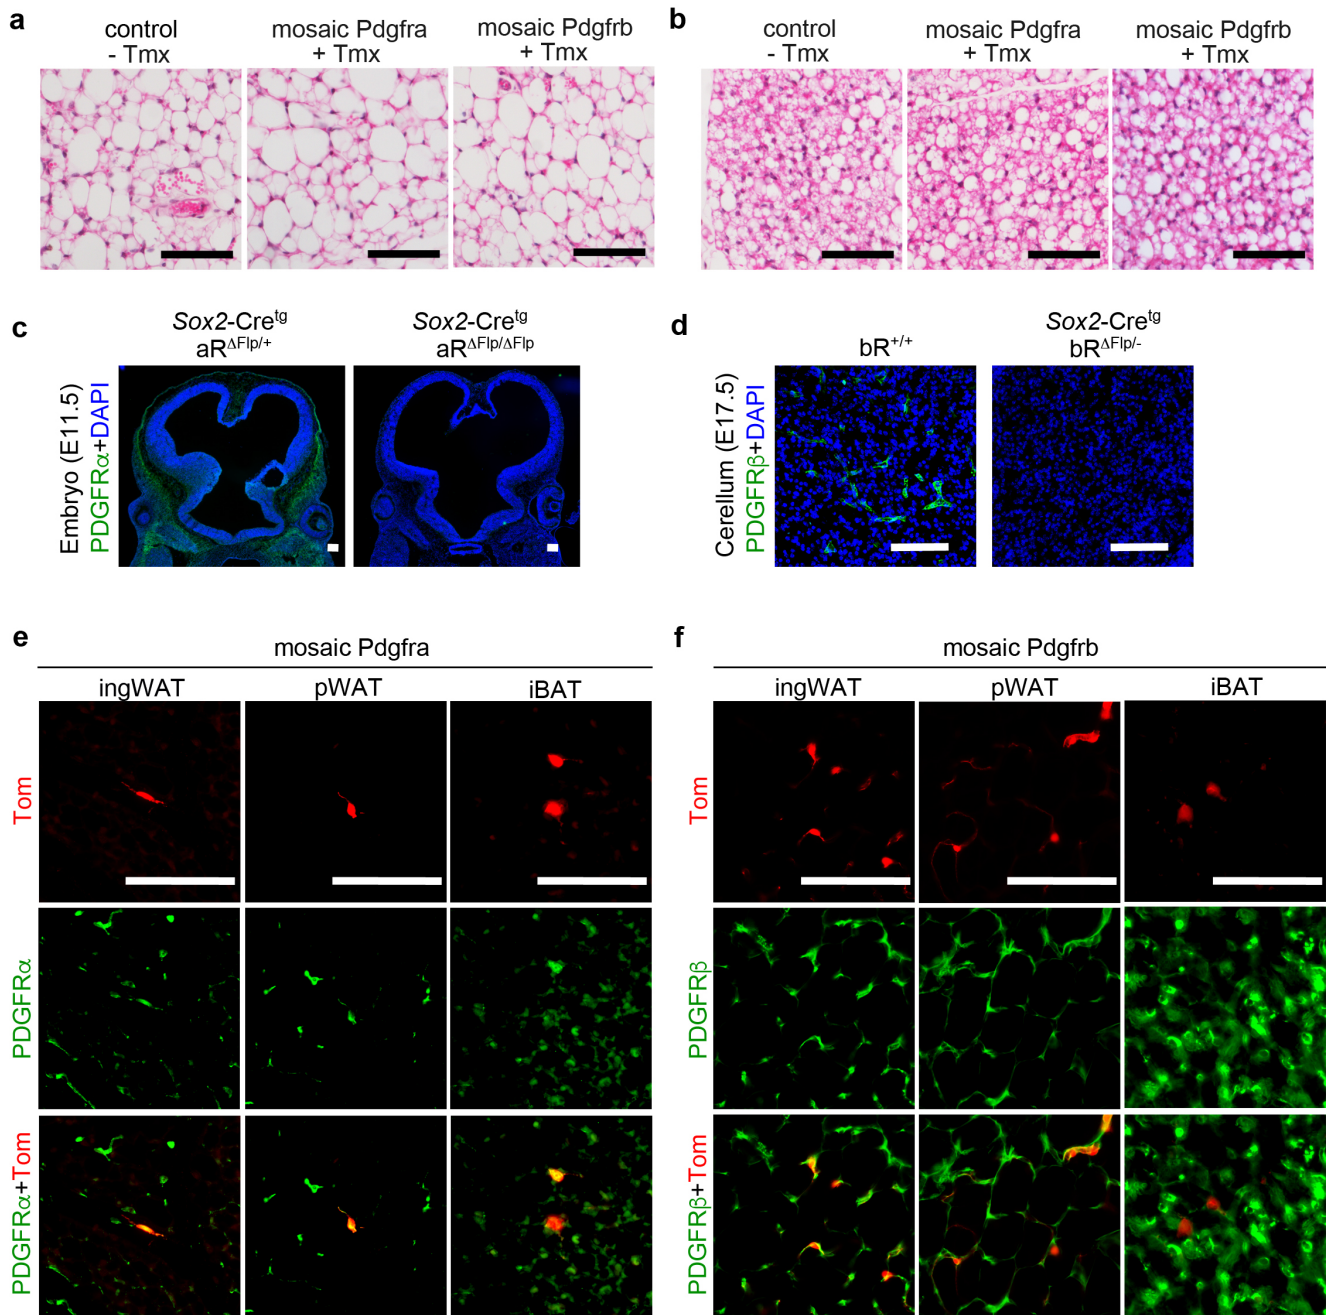 a
control
- Tmx
mosaic Pdgfra
+ Tmx
mosaic Pdgfrb
+ Tmx
b
control
- Tmx
mosaic Pdgfra
+ Tmx
mosaic Pdgfrb
+ Tmx
c
Sox2-Cretg
aRΔFlp/+
Sox2-Cretg
aRΔFlp/ΔFlp
Embryo (E11.5)
PDGFRα+DAPI
d
bR+/+
Sox2-Cretg
bRΔFlp/-
Cerellum (E17.5)
PDGFRβ+DAPI
e
mosaic Pdgfra
ingWAT
pWAT
iBAT
Tom
PDGFRα
PDGFRα+Tom
f
mosaic Pdgfrb
ingWAT
pWAT
iBAT
Tom
PDGFRβ
PDGFRβ+Tom